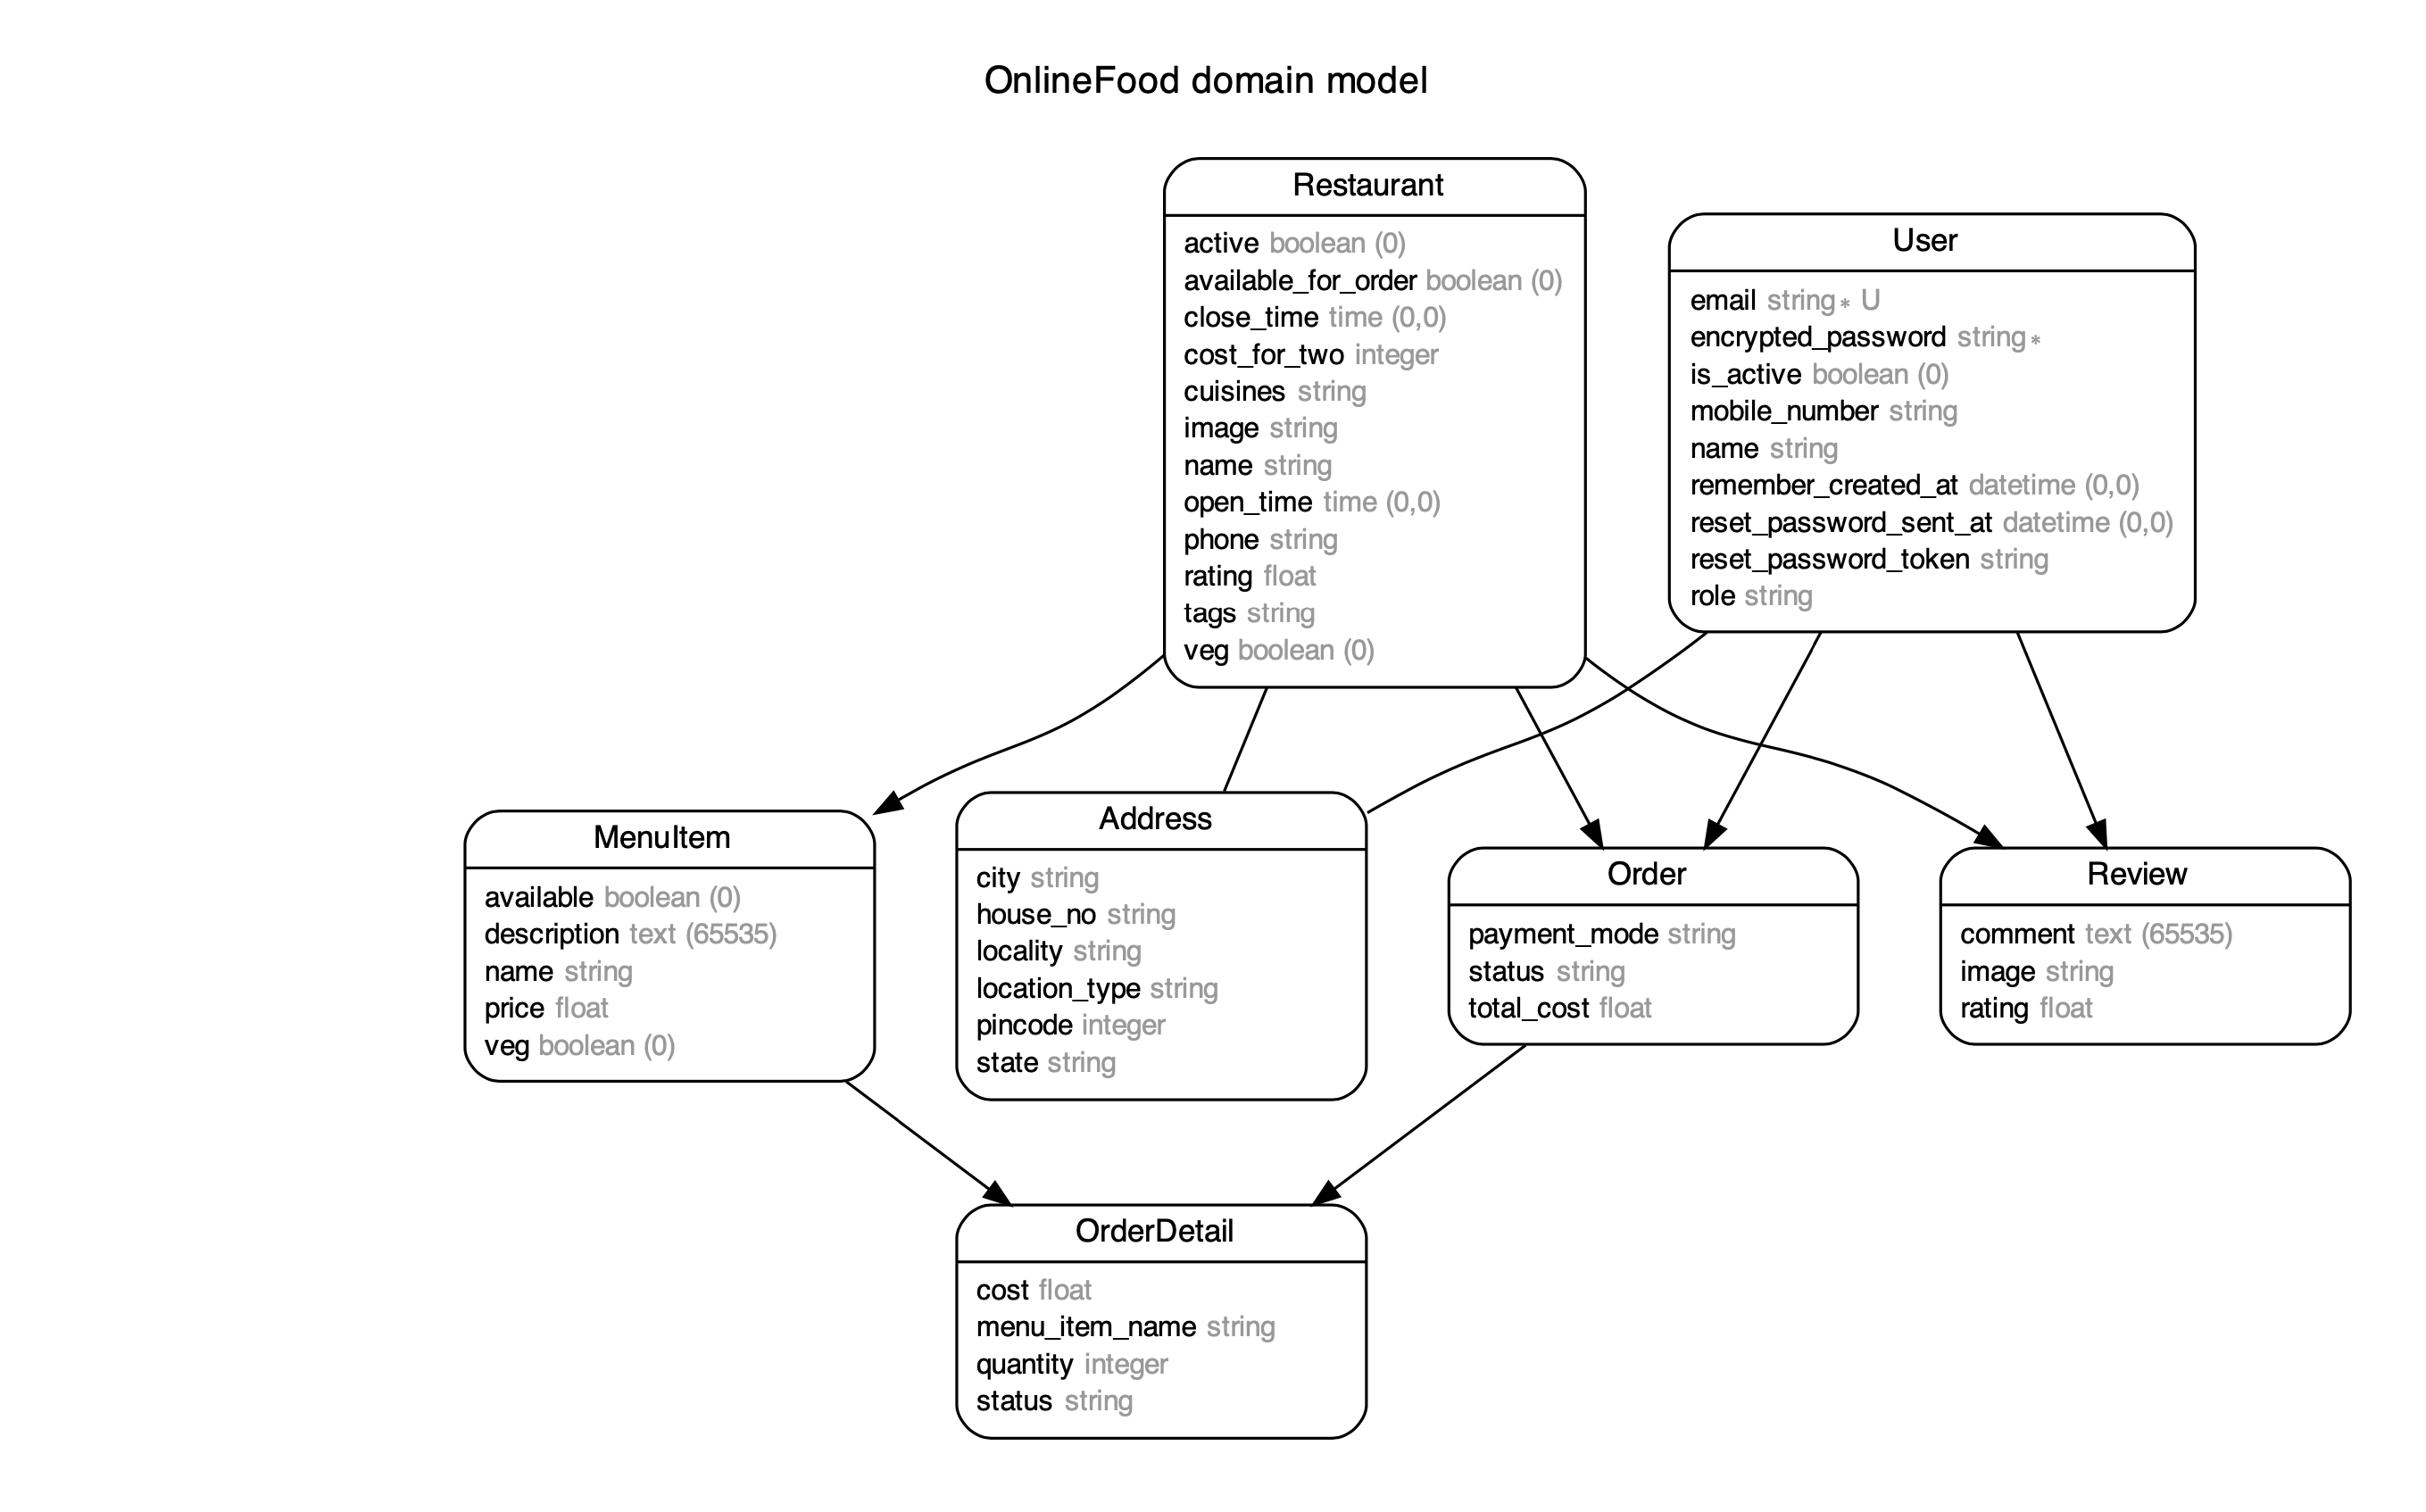 OnlineFood domain model
Restaurant
active boolean (0)
available_for_order boolean (0)
close_time time (0,0)
cost_for_two integer
cuisines string
image string
name string
open_time time (0,0)
phone string
rating float
tags string
veg boolean (0)
User
email string∗ U
encrypted_password string∗
is_active boolean (0)
mobile_number string
name string
remember_created_at datetime (0,0)
reset_password_sent_at datetime (0,0)
reset_password_token string
role string
MenuItem
available boolean (0)
description text (65535)
name string
price float
veg boolean (0)
Address
city string
house_no string
locality string
location_type string
pincode integer
state string
Order
payment_mode string
status string
total_cost float
Review
comment text (65535)
image string
rating float
OrderDetail
cost float
menu_item_name string
quantity integer
status string